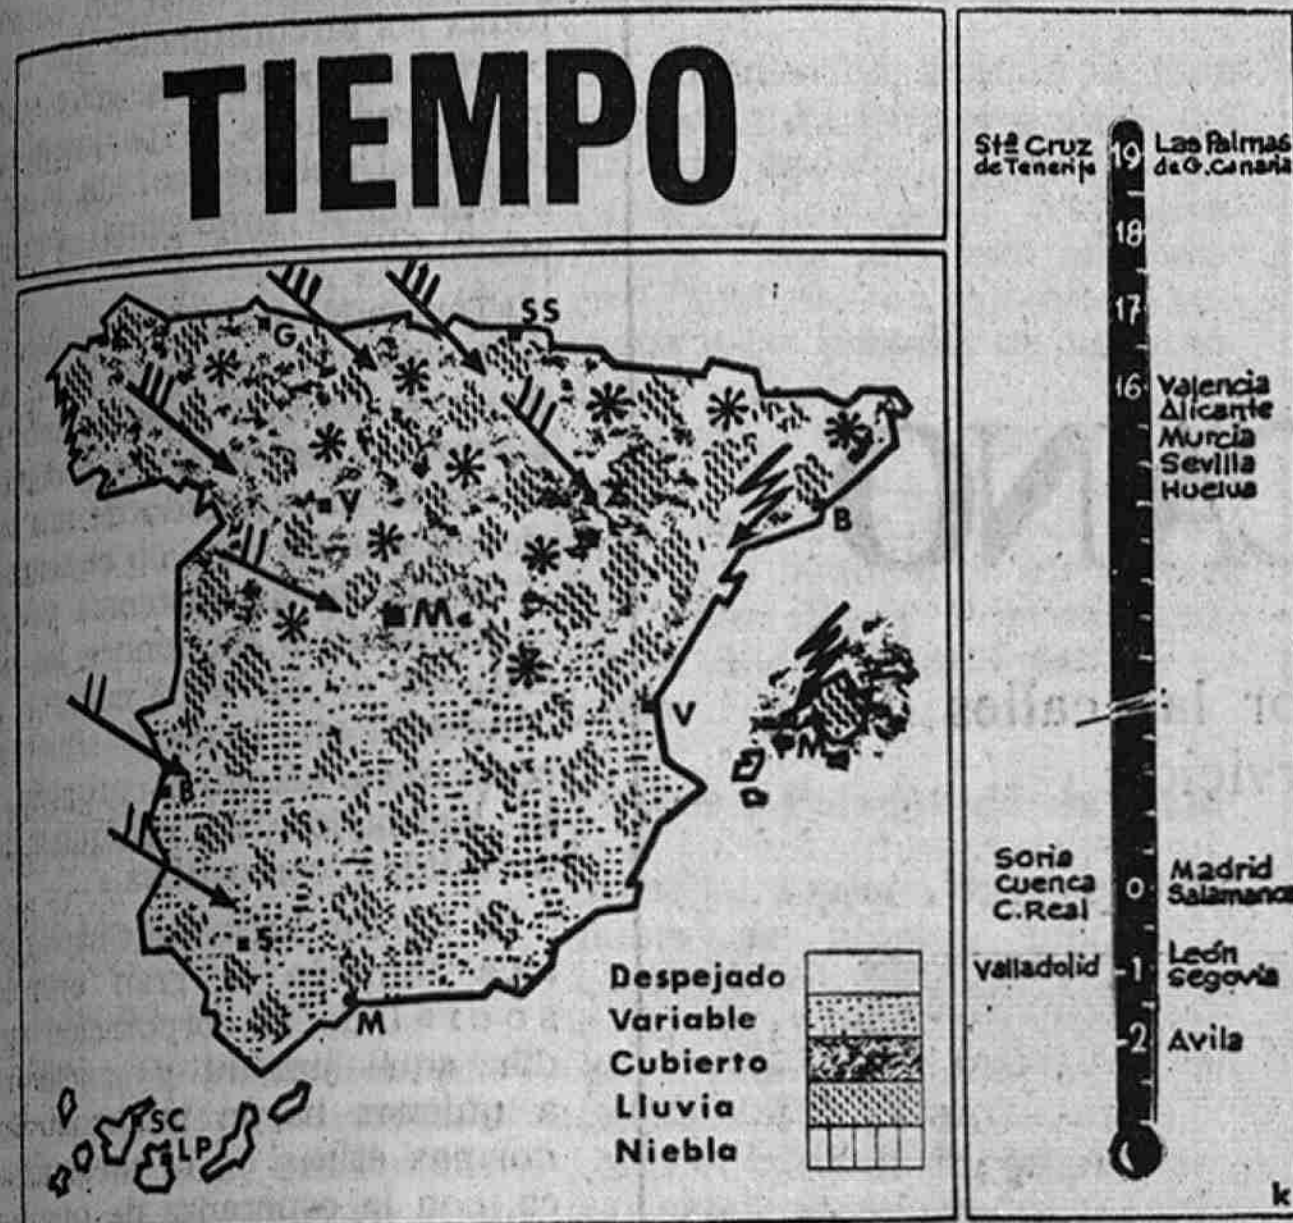 TIEMPO
G
SS
V
B
M
V
PM
B
S
M
SC
LP
Despejado
Variable
Cubierto
Lluvia
Niebla
Stª Cruz
de Tenerife
19
Las Palmas
de G. Canaria
18
17
16
Valencia
Alicante
Murcia
Sevilla
Huelva
Soria
Cuenca
C. Real
0
Madrid
Salamanca
Valladolid
-1
León
Segovia
-2
Avila
k